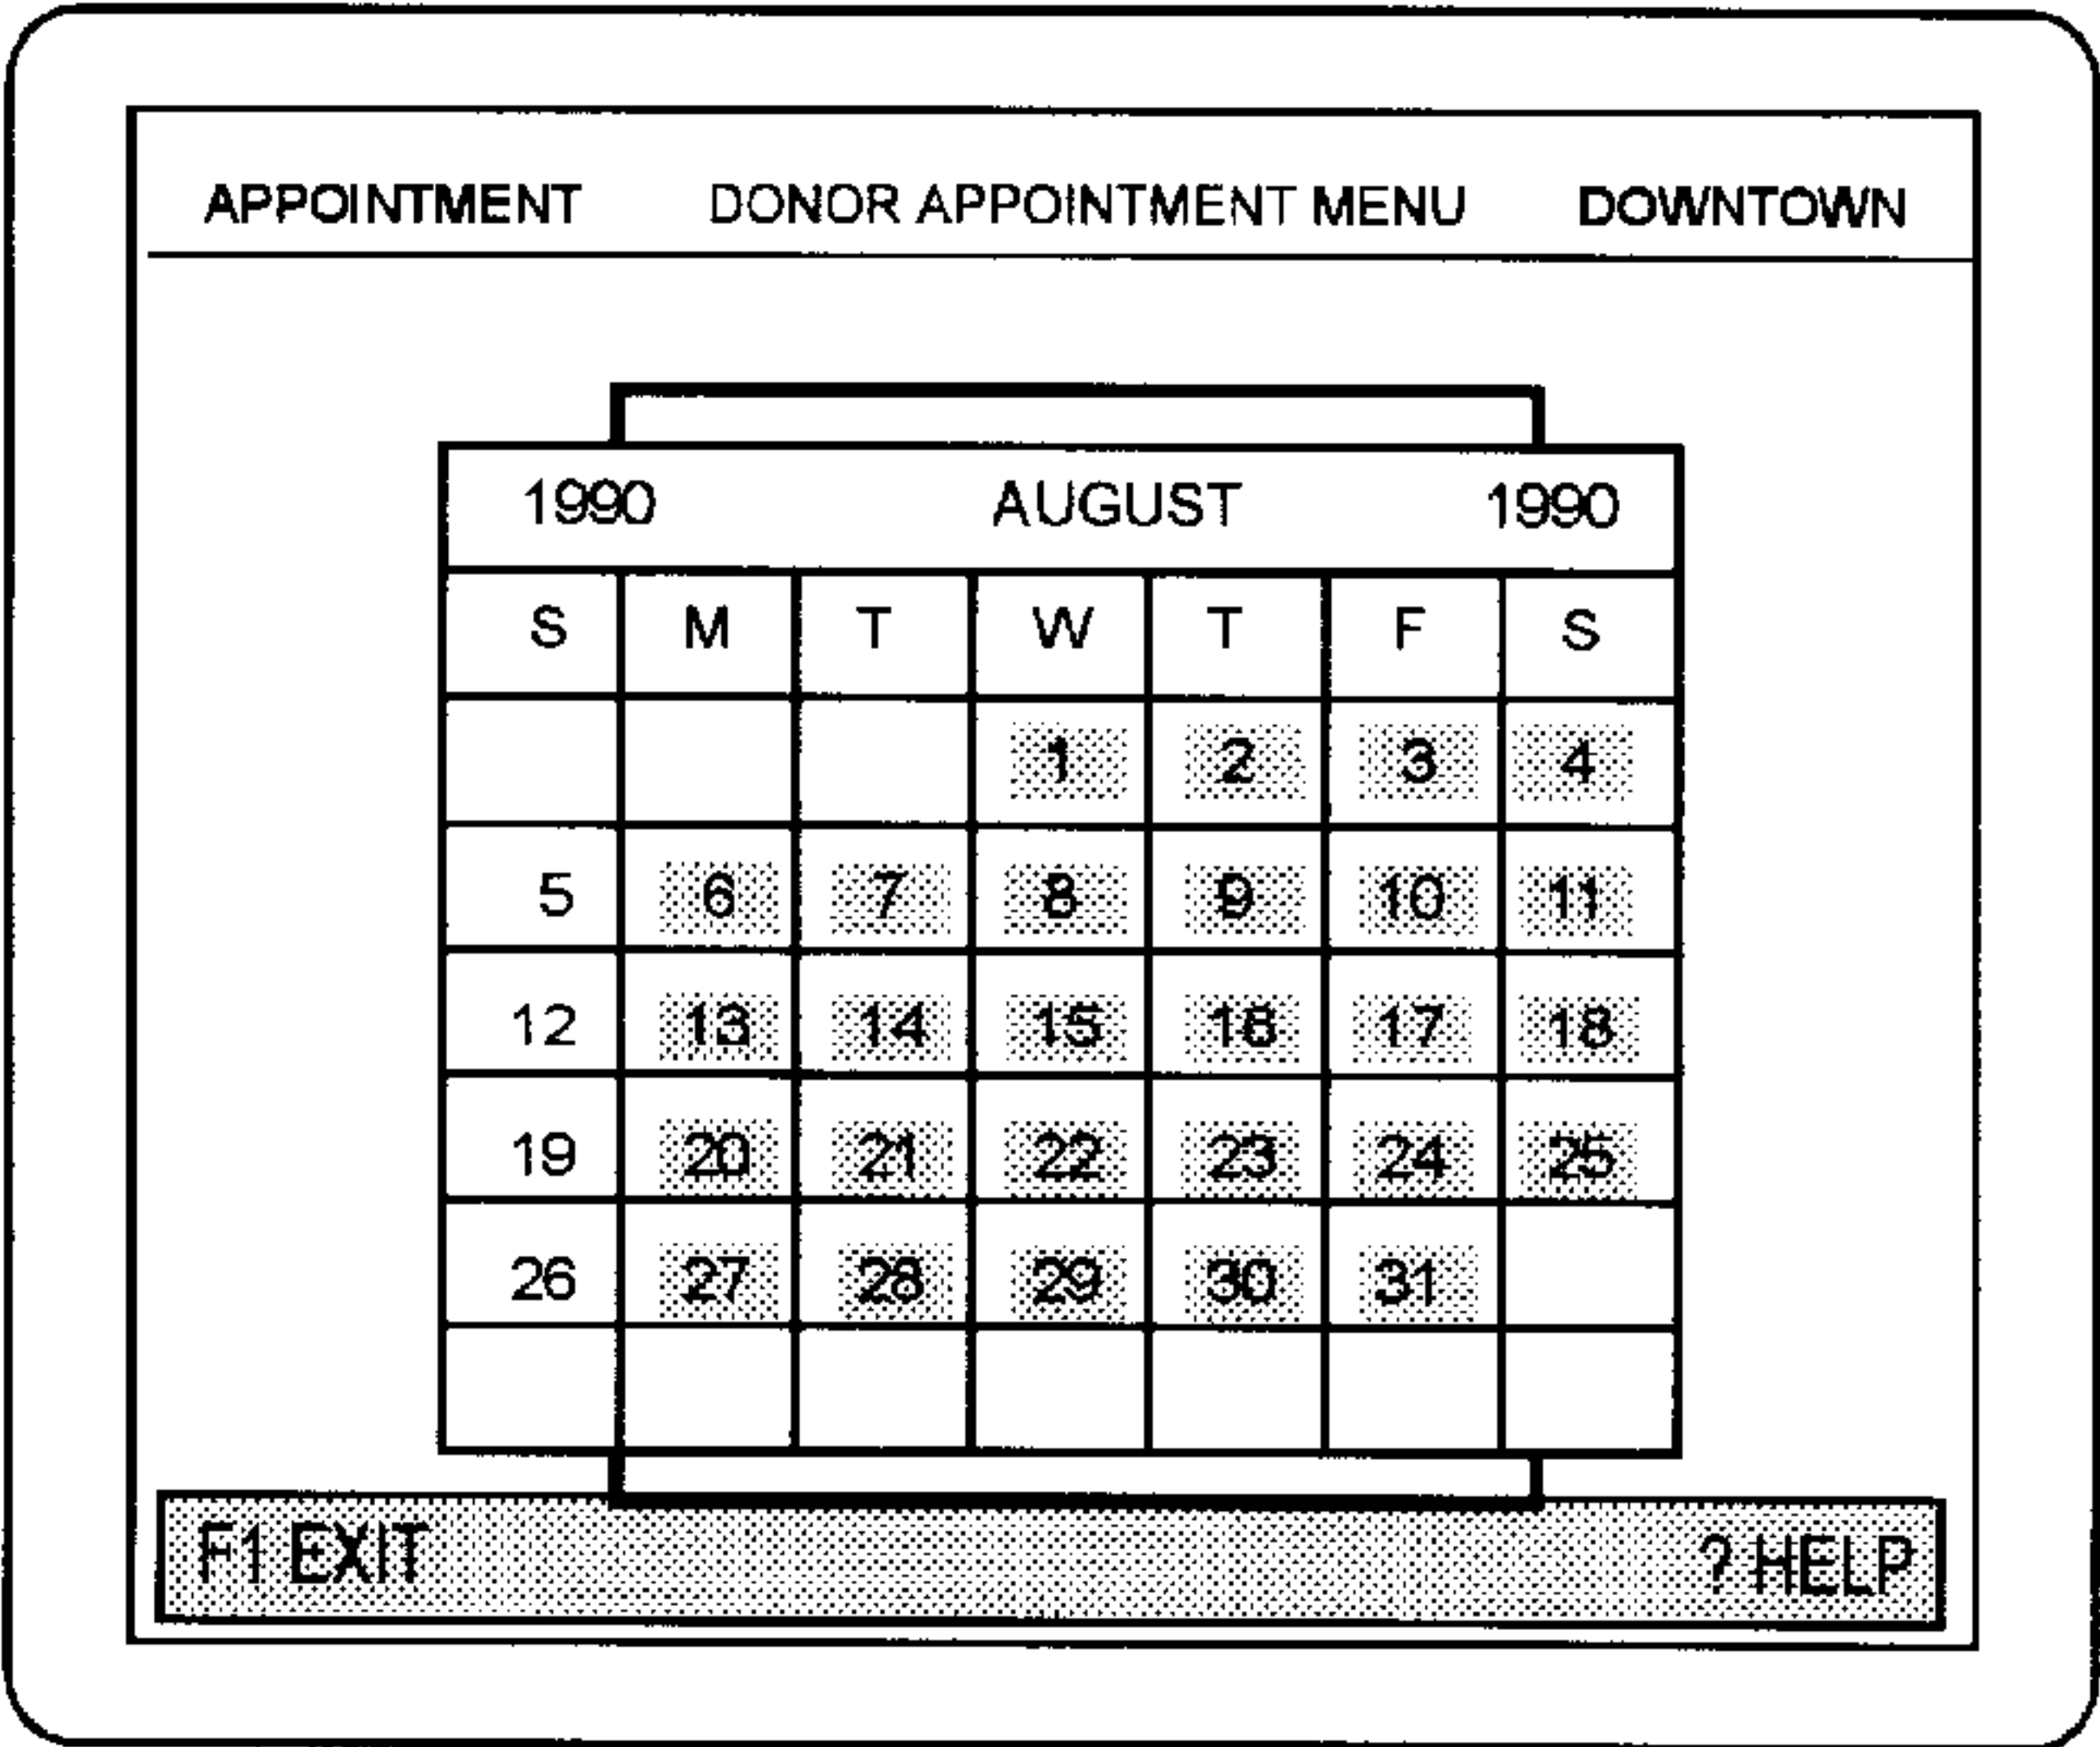 APPOINTMENT DONOR APPOINTMENT MENU DOWNTOWN
1990 AUGUST 1990
S M T W T F S
1 2 3 4
5 6 7 8 9 10 11
12 13 14 15 16 17 18
19 20 21 22 23 24 25
26 27 28 29 30 31
F1 EXIT ? HELP